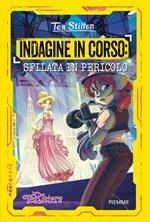 Tea Stilton
INDAGINE IN CORSO:
SFILATA IN PERICOLO
Tea Sisters
PIEMME